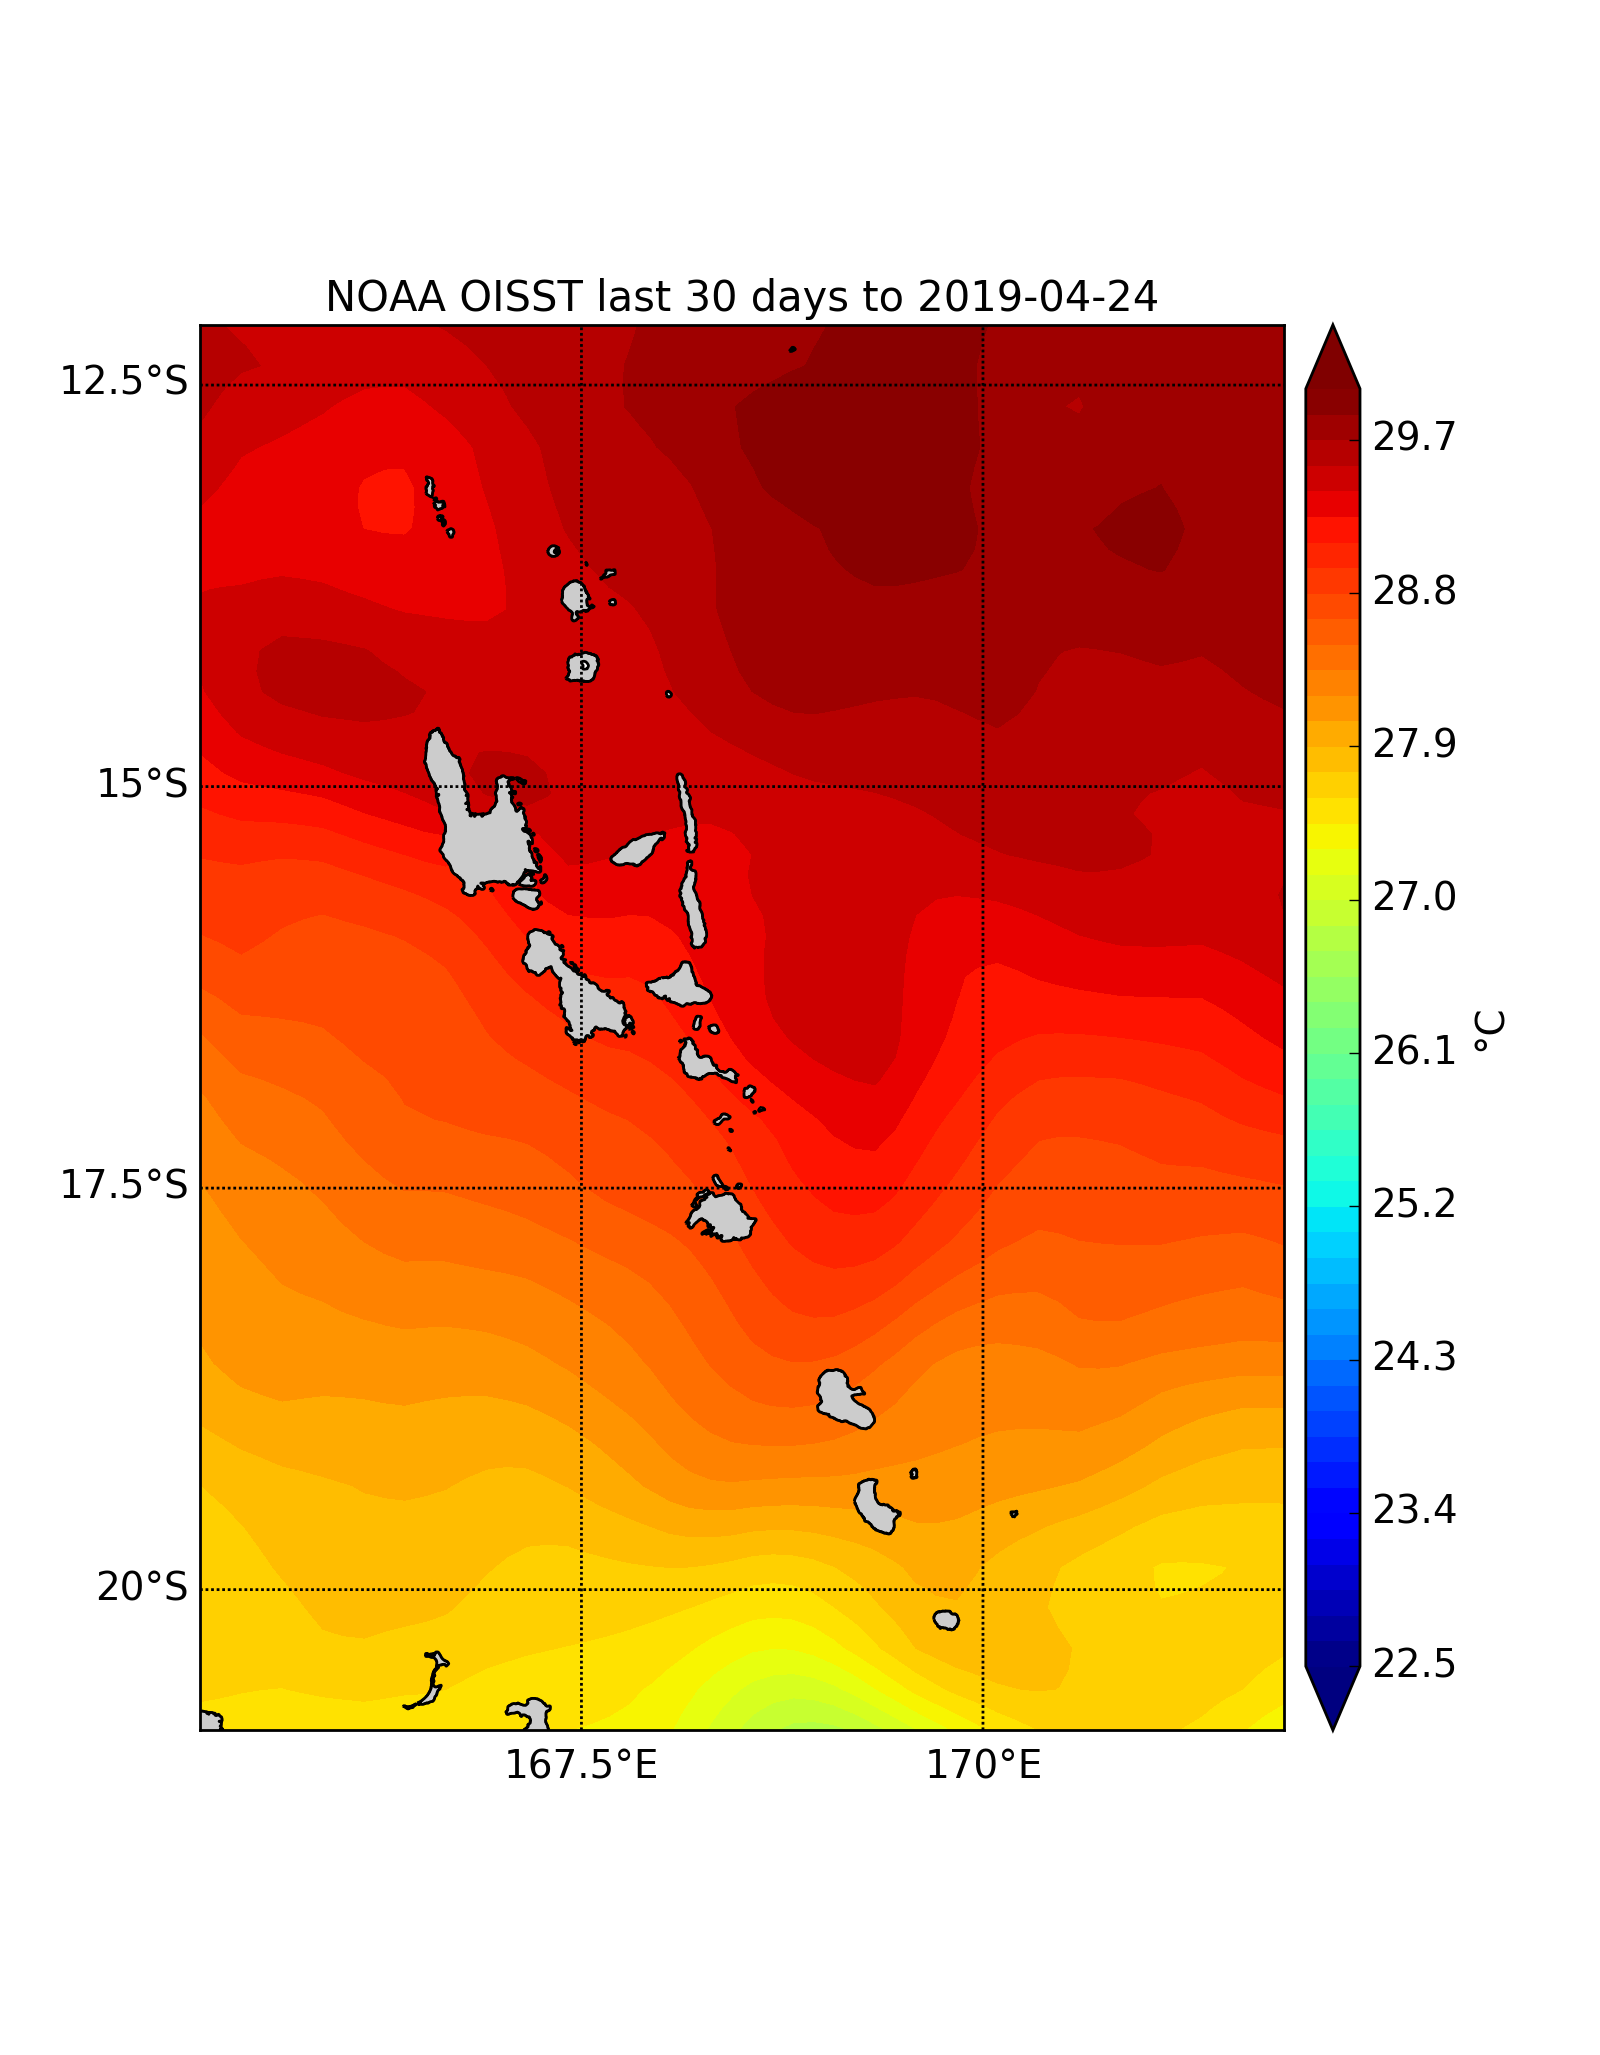 NOAA OISST last 30 days to 2019-04-24
12.5°S
15°S
17.5°S
20°S
167.5°E
170°E
29.7
28.8
27.9
27.0
26.1
25.2
24.3
23.4
22.5
°C